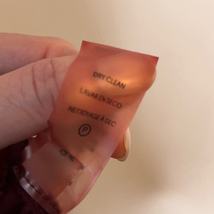 DRY CLEAN
LAVAR EN SECO
NETTOYAGE A SEC
P